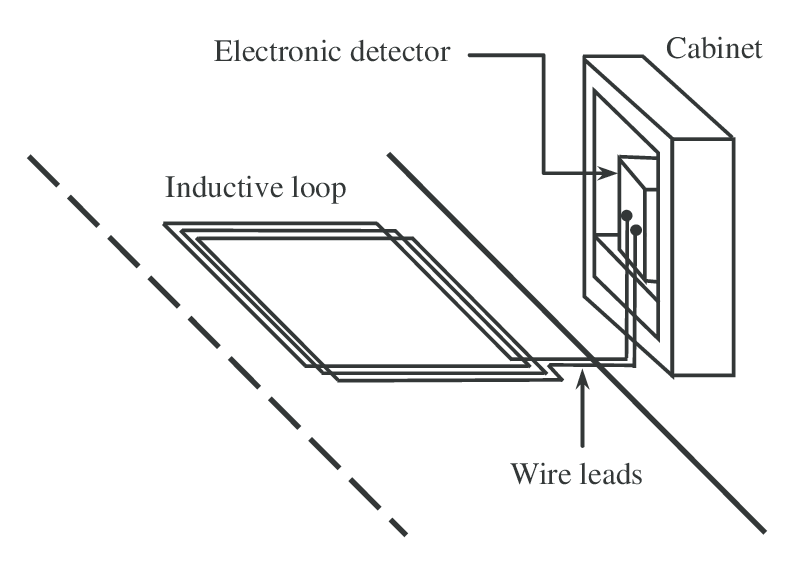 Electronic detector
Cabinet
Inductive loop
Wire leads